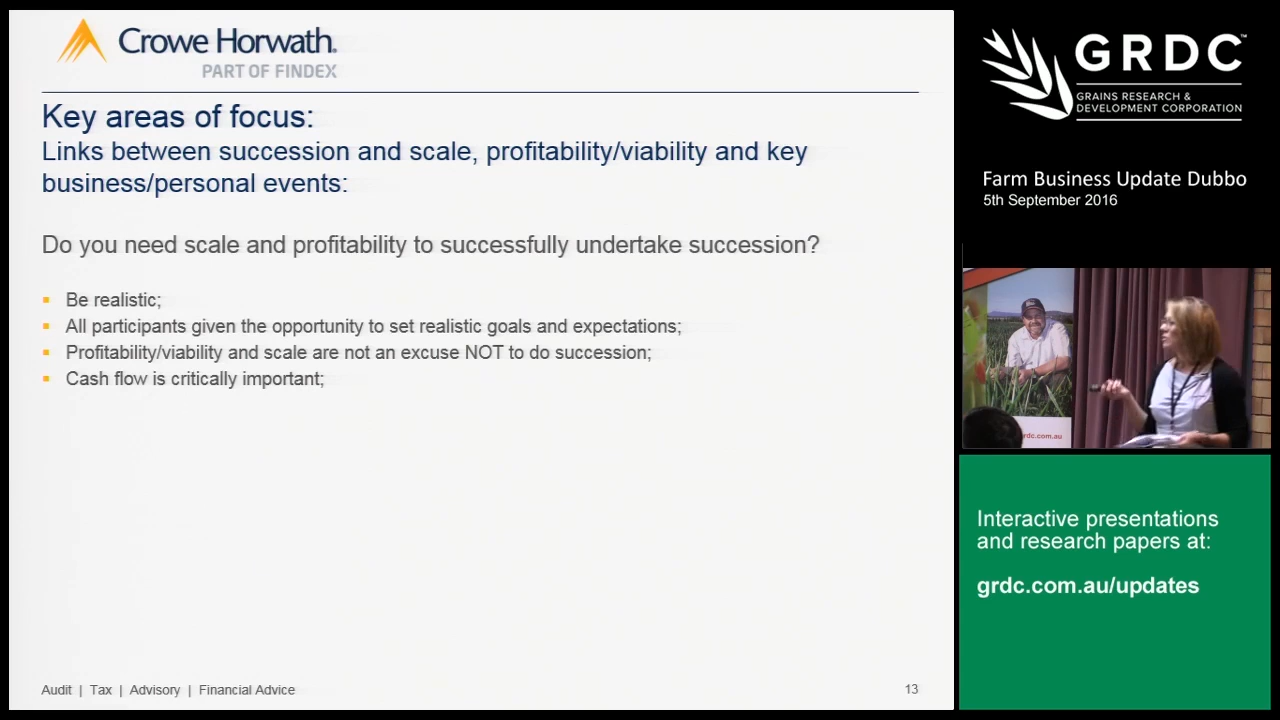 Crowe Horwath.
PART OF FINDEX
Key areas of focus:
Links between succession and scale, profitability/viability and key
business/personal events:
Do you need scale and profitability to successfully undertake succession?
Be realistic;
All participants given the opportunity to set realistic goals and expectations;
Profitability/viability and scale are not an excuse NOT to do succession;
Cash flow is critically important;
Audit | Tax | Advisory | Financial Advice
13
GRDC™
GRAINS RESEARCH &
DEVELOPMENT CORPORATION
Farm Business Update Dubbo
5th September 2016
rdc.com.au
Interactive presentations
and research papers at:
grdc.com.au/updates